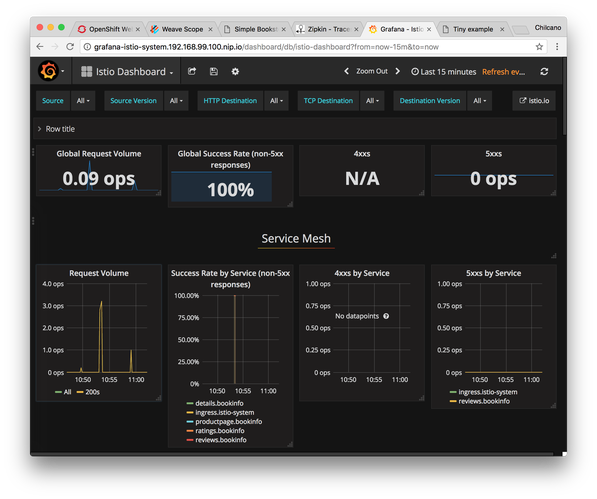 OpenShift We
Weave Scope
Simple Bookst
Zipkin - Trace
Grafana - Istio
Tiny example
Chilcano
grafana-istio-system.192.168.99.100.nip.io/dashboard/db/istio-dashboard?from=now-15m&to=now
Istio Dashboard
Zoom Out
Last 15 minutes
Refresh ev...
Source
All
Source Version
All
HTTP Destination
All
TCP Destination
All
Destination Version
All
istio.io
Row title
Global Request Volume
0.09 ops
Global Success Rate (non-5xx
responses)
100%
4xxs
N/A
5xxs
0 ops
Service Mesh
Request Volume
4.0 ops
3.0 ops
2.0 ops
1.0 ops
0 ops
10:50 10:55 11:00
All 200s
Success Rate by Service (non-5xx
responses)
100.00%
75.00%
50.00%
25.00%
0%
10:50 10:55 11:00
details.bookinfo
ingress.istio-system
productpage.bookinfo
ratings.bookinfo
reviews.bookinfo
4xxs by Service
1.00 ops
0.75 ops
0.50 ops
0.25 ops
0 ops
No datapoints
10:50 10:55 11:00
5xxs by Service
1.00 ops
0.75 ops
0.50 ops
0.25 ops
0 ops
10:50 10:55 11:00
ingress.istio-system
reviews.bookinfo